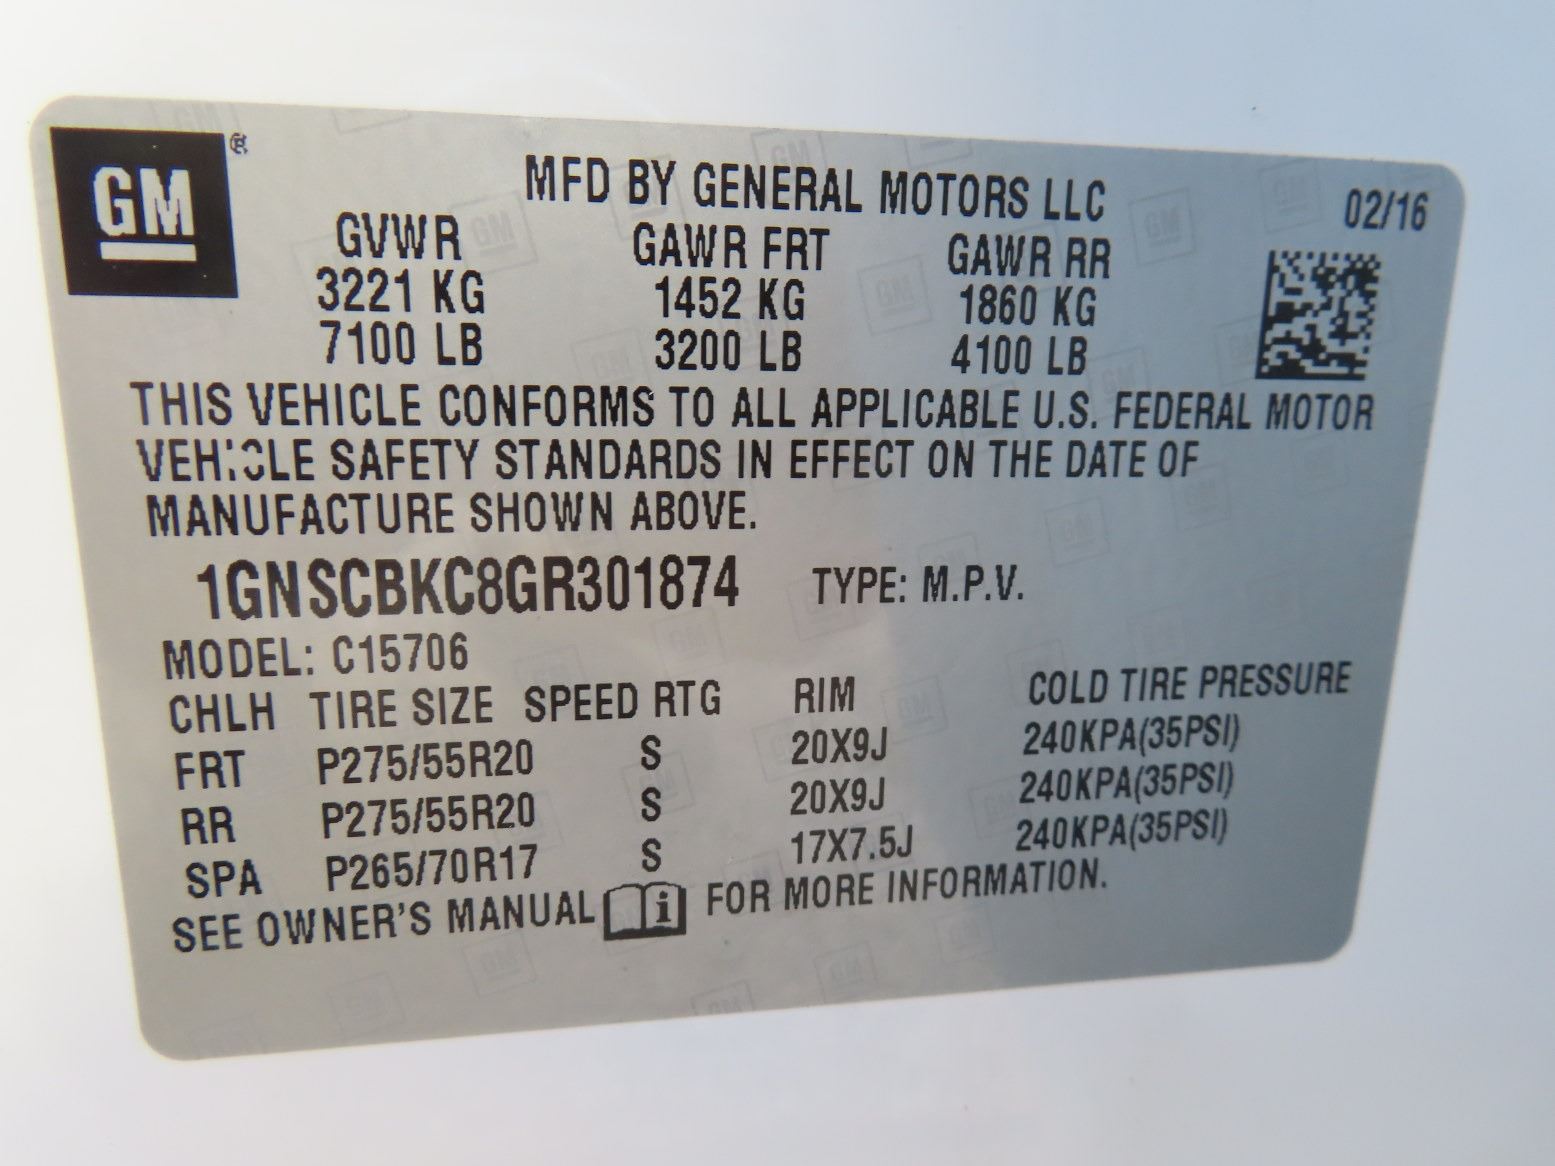 GM ®
MFD BY GENERAL MOTORS LLC 02/16
GVWR GAWR FRT GAWR RR
3221 KG 1452 KG 1860 KG
7100 LB 3200 LB 4100 LB
THIS VEHICLE CONFORMS TO ALL APPLICABLE U.S. FEDERAL MOTOR
VEHICLE SAFETY STANDARDS IN EFFECT ON THE DATE OF
MANUFACTURE SHOWN ABOVE.
1GNSCBKC8GR301874 TYPE: M.P.V.
MODEL: C15706
CHLH TIRE SIZE SPEED RTG RIM COLD TIRE PRESSURE
FRT P275/55R20 S 20X9J 240KPA(35PSI)
RR P275/55R20 S 20X9J 240KPA(35PSI)
SPA P265/70R17 S 17X7.5J 240KPA(35PSI)
SEE OWNER'S MANUAL i FOR MORE INFORMATION.